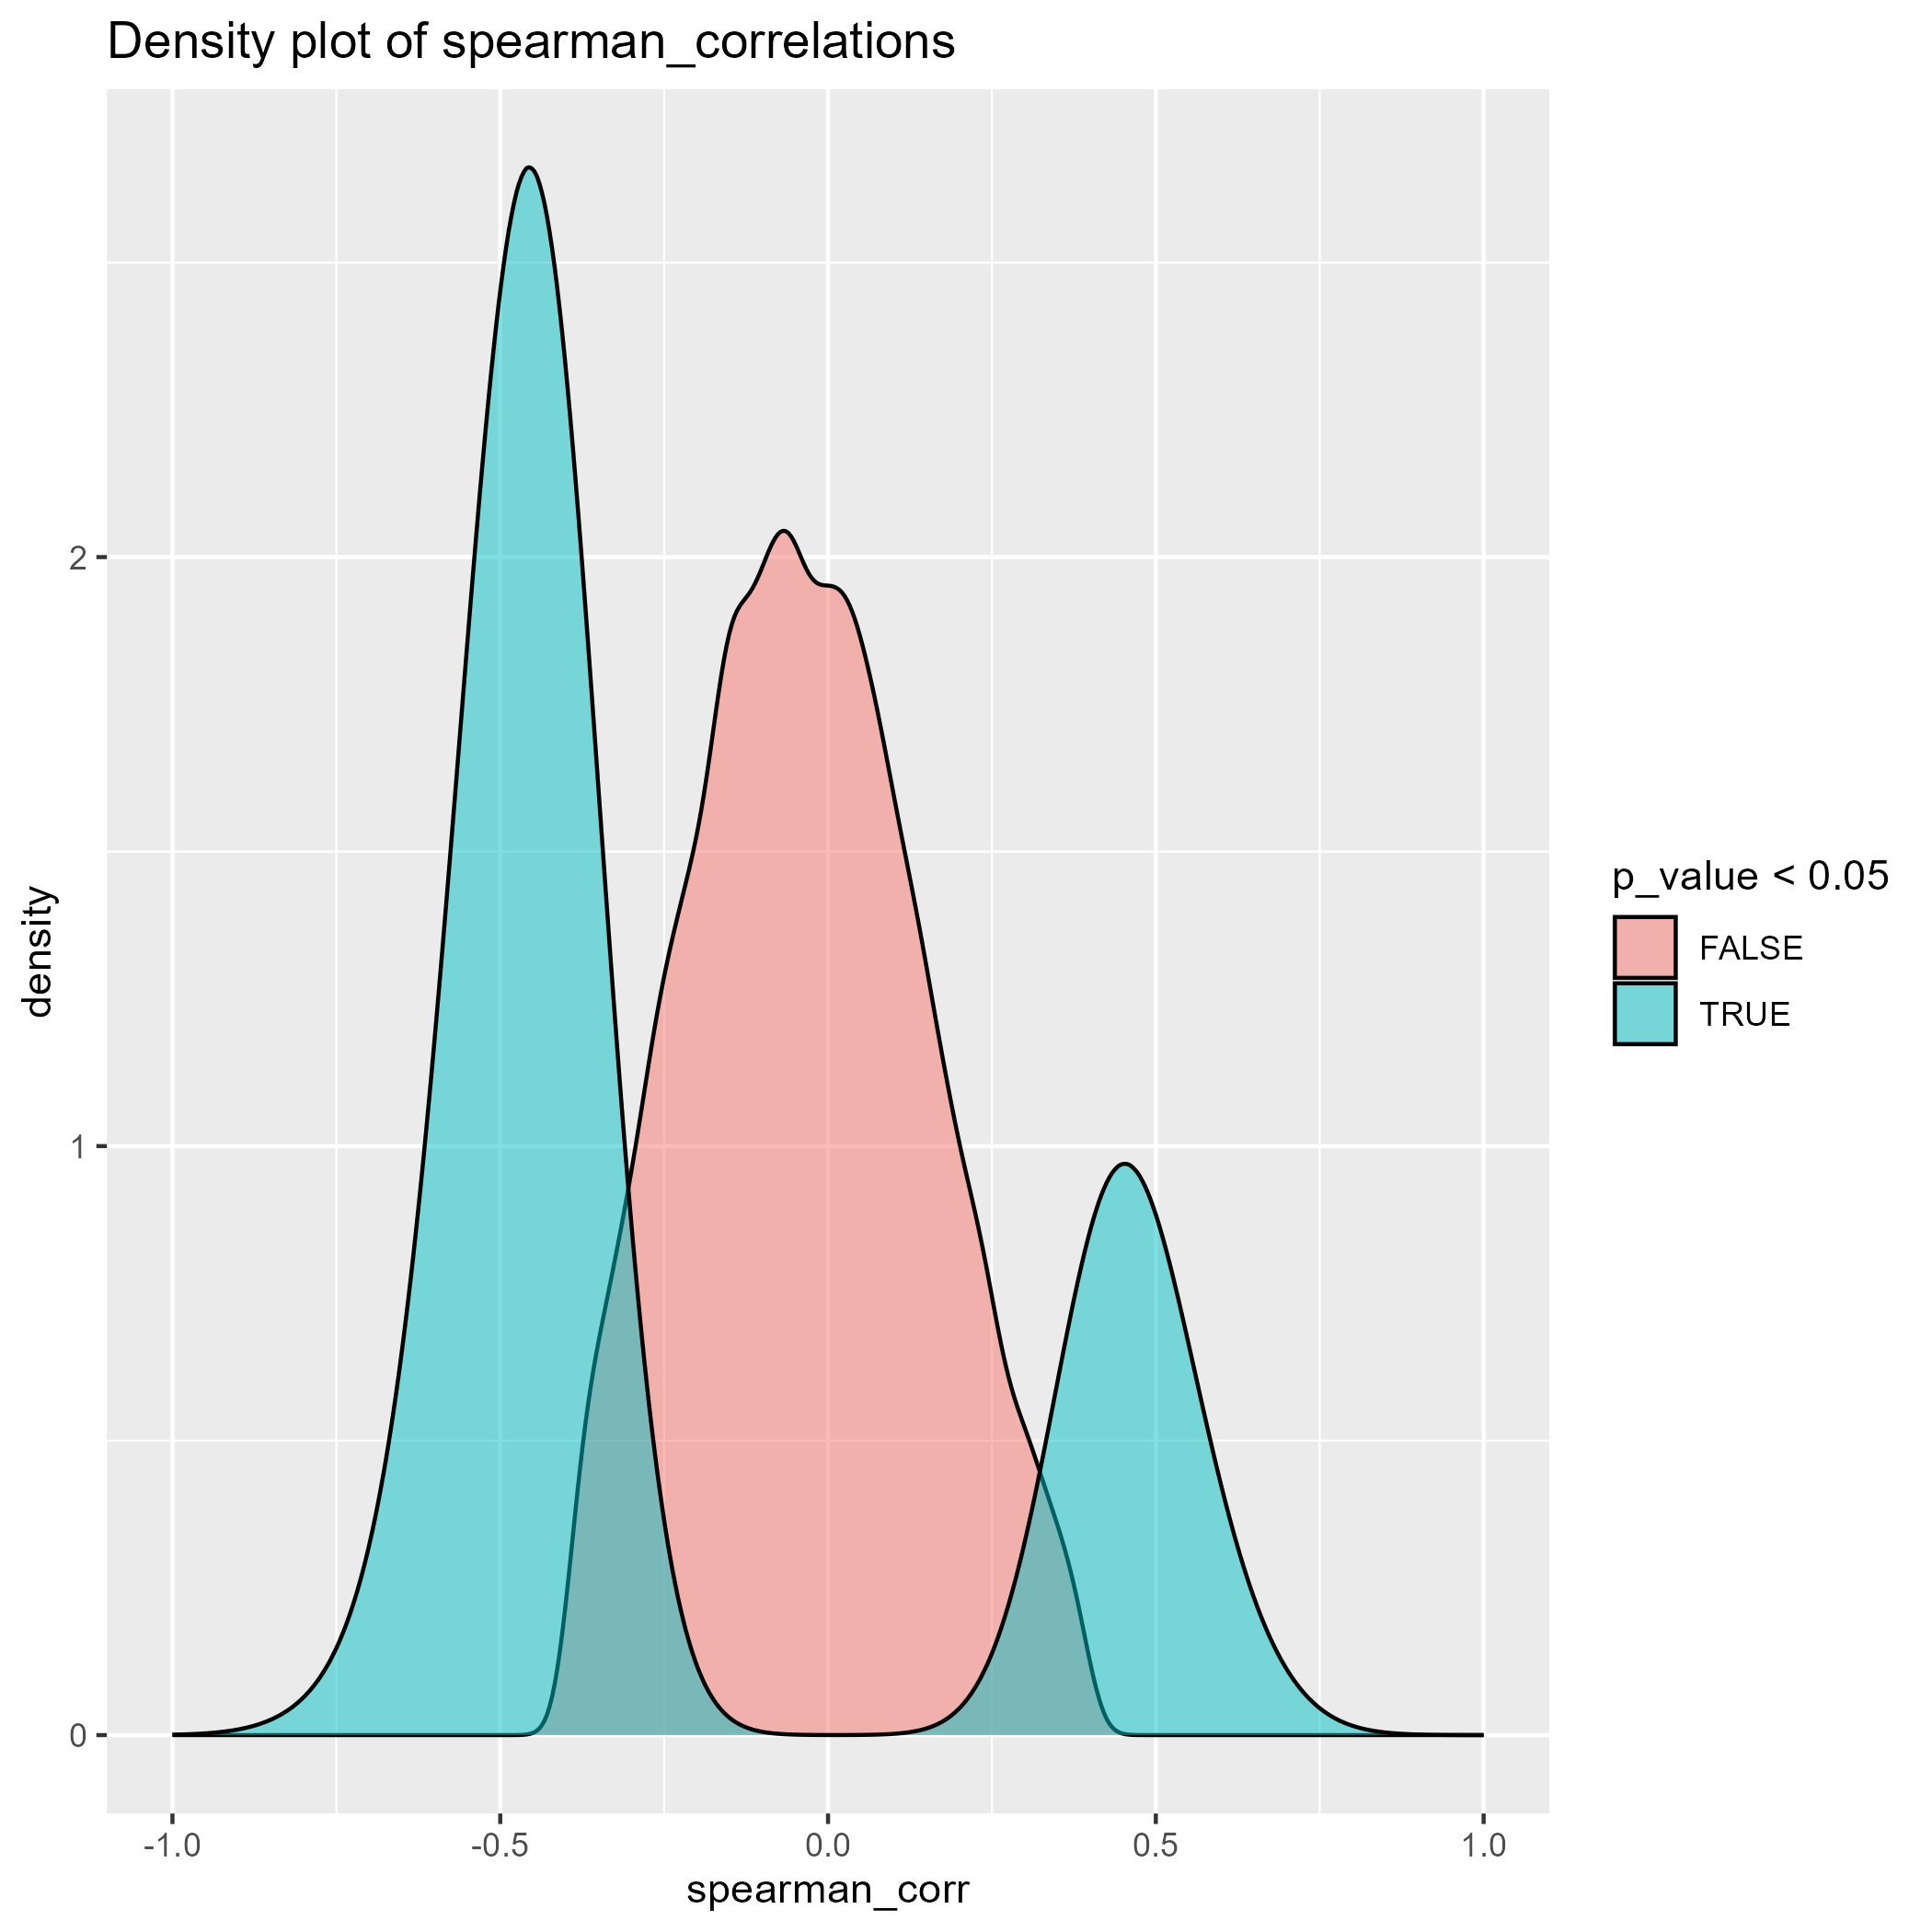 Density plot of spearman_correlations
density
2
1
0
-1.0 -0.5 0.0 0.5 1.0
spearman_corr
p_value < 0.05
FALSE
TRUE